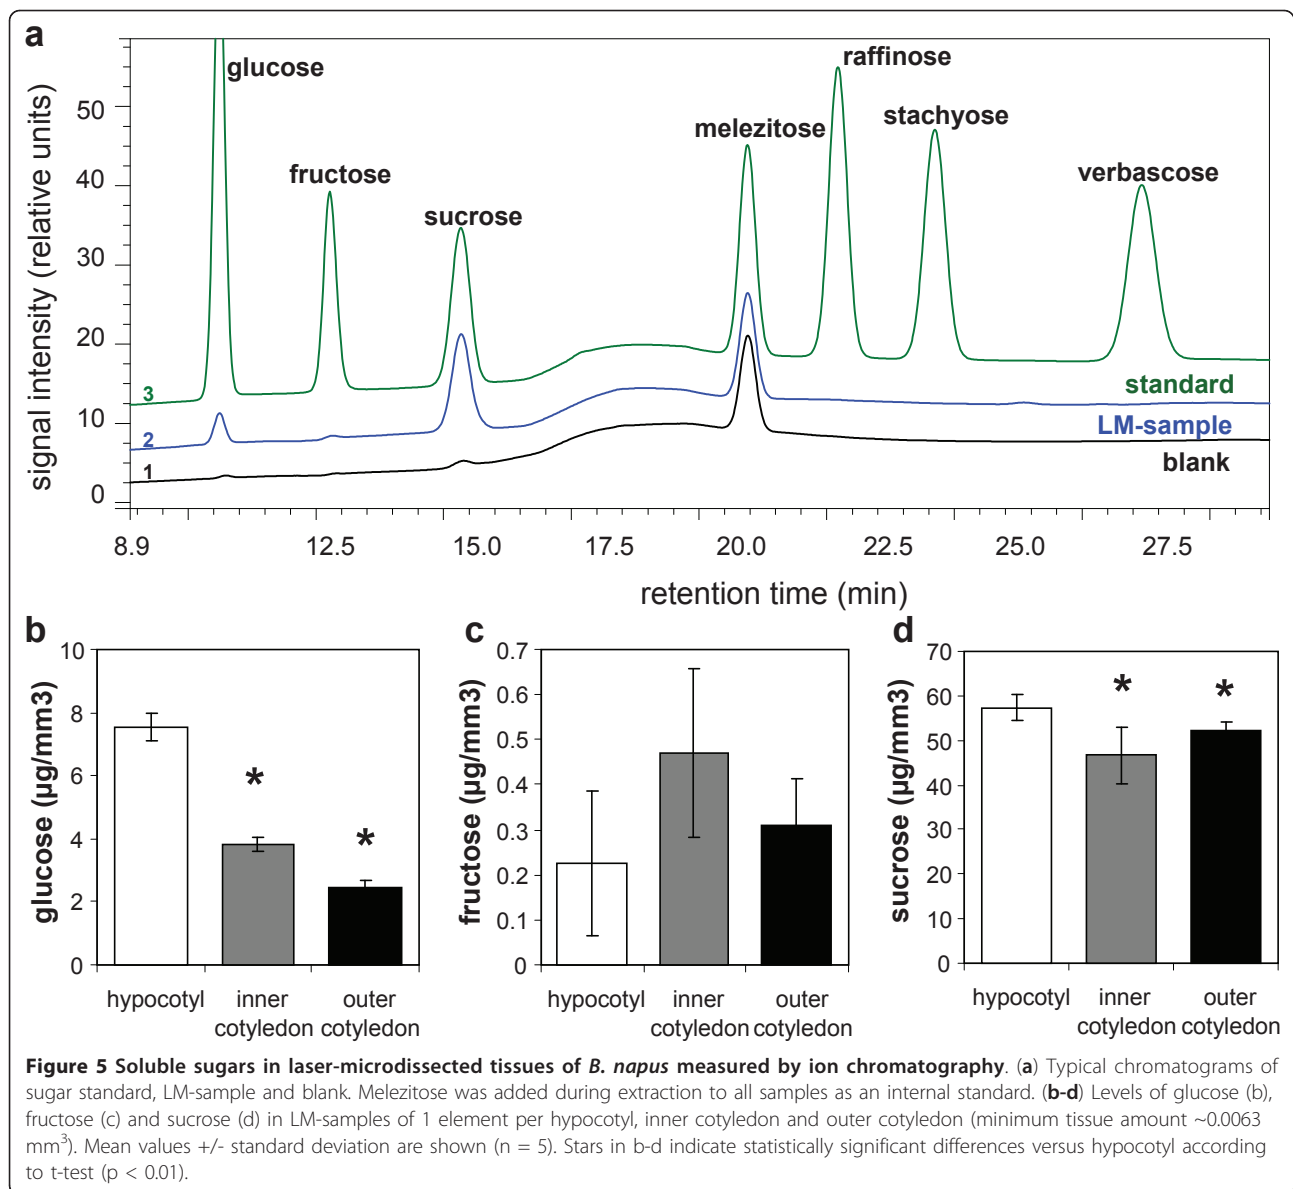 a
glucose
fructose
sucrose
melezitose
raffinose
stachyose
verbascose
signal intensity (relative units)
50
40
30
20
10
0
3
2
1
standard
LM-sample
blank
8.9 12.5 15.0 17.5 20.0 22.5 25.0 27.5
retention time (min)
b
glucose (µg/mm3)
10
8
6
4
2
0
*
*
hypocotyl inner outer
cotyledon cotyledon
c
fructose (µg/mm3)
0.7
0.6
0.5
0.4
0.3
0.2
0.1
0
hypocotyl inner outer
cotyledon cotyledon
d
sucrose (µg/mm3)
70
60
50
40
30
20
10
0
*
*
hypocotyl inner outer
cotyledon cotyledon
Figure 5 Soluble sugars in laser-microdissected tissues of B. napus measured by ion chromatography. (a) Typical chromatograms of
sugar standard, LM-sample and blank. Melezitose was added during extraction to all samples as an internal standard. (b-d) Levels of glucose (b),
fructose (c) and sucrose (d) in LM-samples of 1 element per hypocotyl, inner cotyledon and outer cotyledon (minimum tissue amount ~0.0063
mm³). Mean values +/- standard deviation are shown (n = 5). Stars in b-d indicate statistically significant differences versus hypocotyl according
to t-test (p < 0.01).